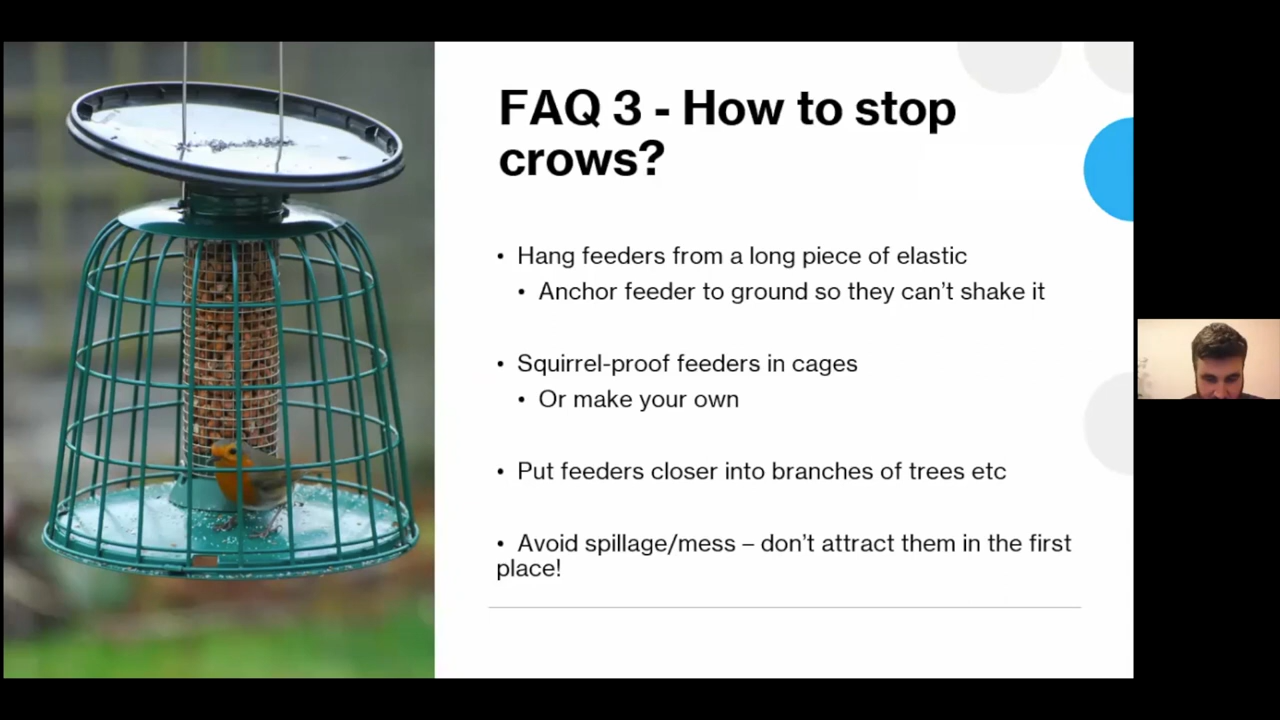 FAQ 3 - How to stop
crows?
• Hang feeders from a long piece of elastic
• Anchor feeder to ground so they can’t shake it
• Squirrel-proof feeders in cages
• Or make your own
• Put feeders closer into branches of trees etc
• Avoid spillage/mess – don’t attract them in the first
place!